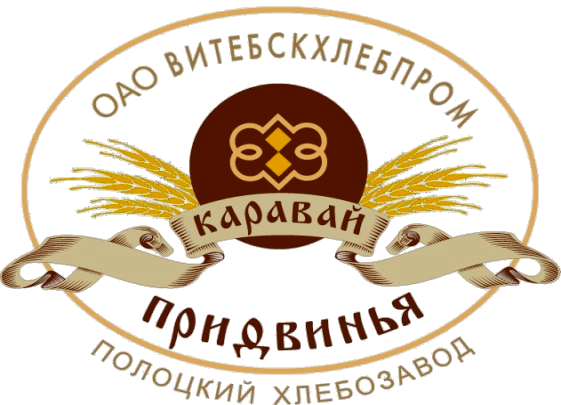 ОАО ВИТЕБСКХЛЕБПРОМ
КАРАВАЙ
ПРИДВИНЬЯ
ПОЛОЦКИЙ ХЛЕБОЗАВОД